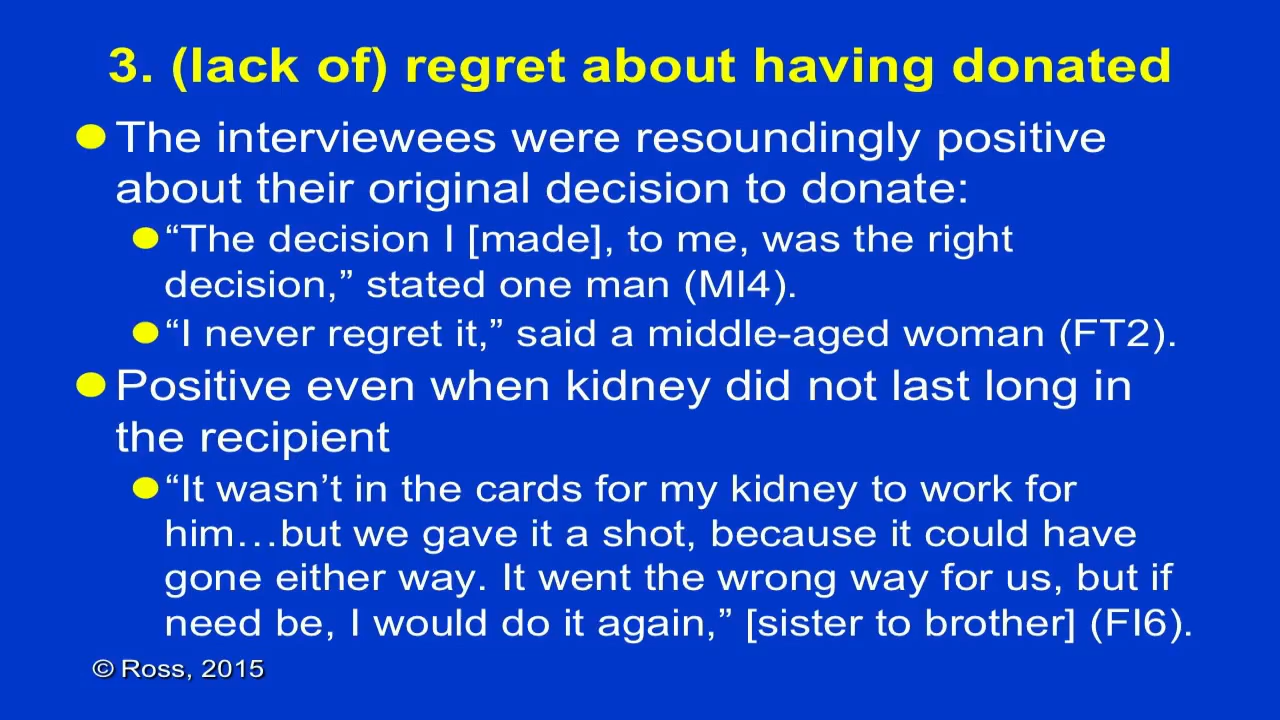 3. (lack of) regret about having donated
The interviewees were resoundingly positive
about their original decision to donate:
“The decision I [made], to me, was the right
decision,” stated one man (MI4).
“I never regret it,” said a middle-aged woman (FT2).
Positive even when kidney did not last long in
the recipient
“It wasn’t in the cards for my kidney to work for
him…but we gave it a shot, because it could have
gone either way. It went the wrong way for us, but if
need be, I would do it again,” [sister to brother] (FI6).
© Ross, 2015